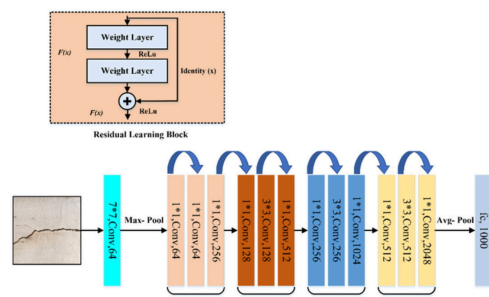 Weight Layer
F(x)
ReLu
Weight Layer
Identity (x)
+
F(x)
ReLu
Residual Learning Block
7*7,Conv,64
Max- Pool
1*1,Conv,64
1*1,Conv,64
1*1,Conv,256
1*1,Conv,128
3*3,Conv,128
1*1,Conv,512
1*1,Conv,256
3*3,Conv,256
1*1,Conv,1024
1*1,Conv,512
3*3,Conv,512
1*1,Conv,2048
Avg- Pool
fc, 1000